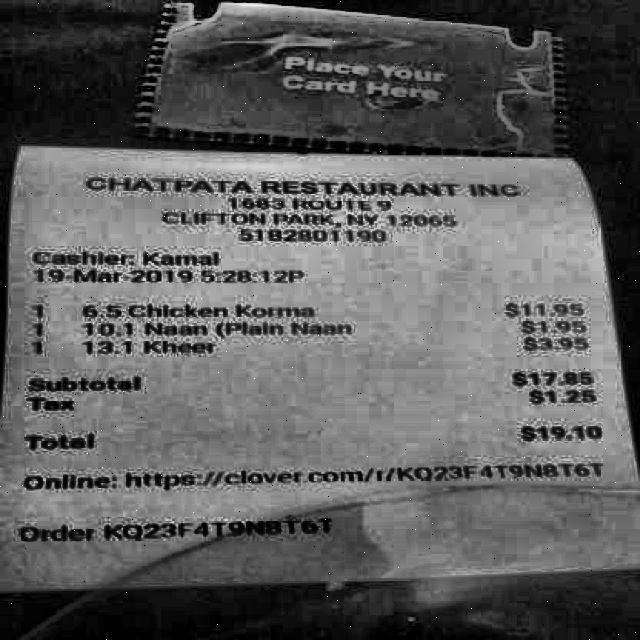 Place Your
Card Here
CHATPATA RESTAURANT INC
1683 ROUTE 9
CLIFTON PARK, NY 12065
5182801190
Cashier: Kamal
19-Mar-2019 5:28:12P
1 6.5 Chicken Korma $11.95
1 10.1 Naan (Plain Naan $1.95
1 13.1 Kheer $3.95
Subtotal $17.85
Tax $1.25
Total $19.10
Online: https://clover.com/r/KQ23F4T9N8T6T
Order KQ23F4T9N8T6T